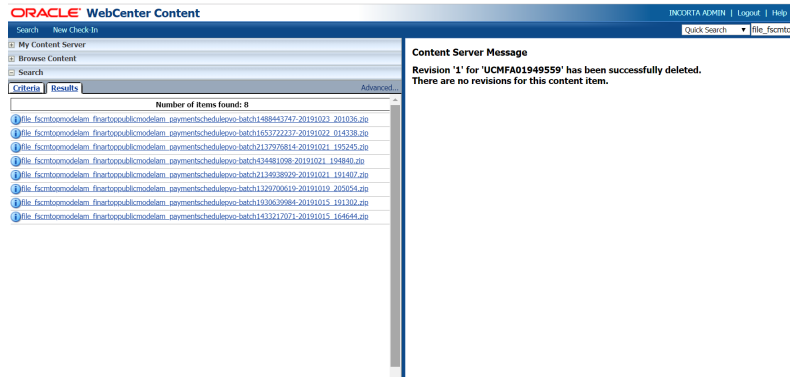 ORACLE® WebCenter Content
INCORTA ADMIN | Logout | Help
Search New Check-In
Quick Search ▼ file_fscmto
My Content Server
Browse Content
Search
Criteria Results Advanced...
Number of items found: 8
file_fscmtopmodelam_finartoppublicmodelam_paymentschedulepvo-batch1488443747-20191023_201036.zip
file_fscmtopmodelam_finartoppublicmodelam_paymentschedulepvo-batch1653722237-20191022_014338.zip
file_fscmtopmodelam_finartoppublicmodelam_paymentschedulepvo-batch2137976814-20191021_195245.zip
file_fscmtopmodelam_finartoppublicmodelam_paymentschedulepvo-batch434481098-20191021_194840.zip
file_fscmtopmodelam_finartoppublicmodelam_paymentschedulepvo-batch2134938929-20191021_191407.zip
file_fscmtopmodelam_finartoppublicmodelam_paymentschedulepvo-batch1329700619-20191019_205054.zip
file_fscmtopmodelam_finartoppublicmodelam_paymentschedulepvo-batch1930639984-20191015_191302.zip
file_fscmtopmodelam_finartoppublicmodelam_paymentschedulepvo-batch1433217071-20191015_164644.zip
Content Server Message
Revision '1' for 'UCMFA01949559' has been successfully deleted.
There are no revisions for this content item.